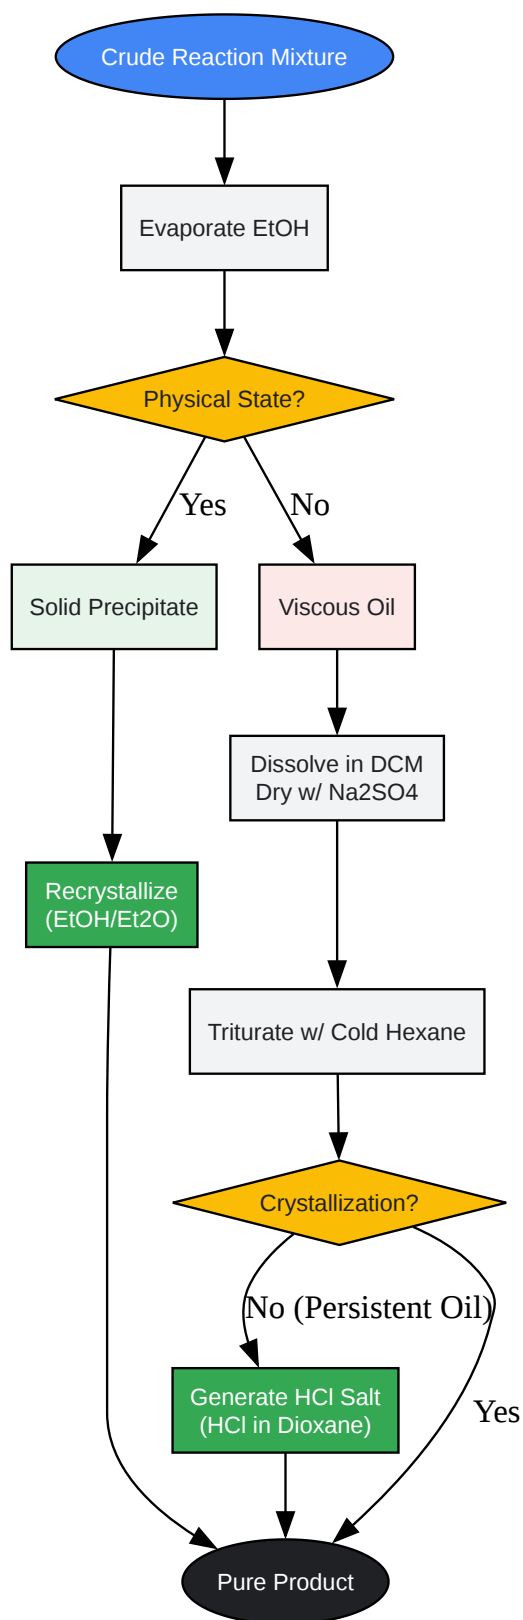 Crude Reaction Mixture
Evaporate EtOH
Physical State?
Yes
No
Solid Precipitate
Viscous Oil
Dissolve in DCM
Dry w/ Na2SO4
Recrystallize
(EtOH/Et2O)
Triturate w/ Cold Hexane
Crystallization?
No (Persistent Oil)
Generate HCl Salt
(HCl in Dioxane)
Yes
Pure Product